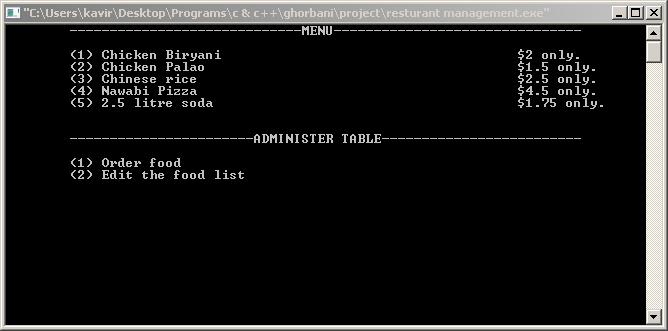 "C:\Users\kavir\Desktop\Programs\c & c++\ghorbani\project\resturant management.exe"
-----------------------------MENU-------------------------------
(1) Chicken Biryani $2 only.
(2) Chicken Palao $1.5 only.
(3) Chinese rice $2.5 only.
(4) Nawabi Pizza $4.5 only.
(5) 2.5 litre soda $1.75 only.
-----------------------ADMINISTER TABLE-------------------------
(1) Order food
(2) Edit the food list